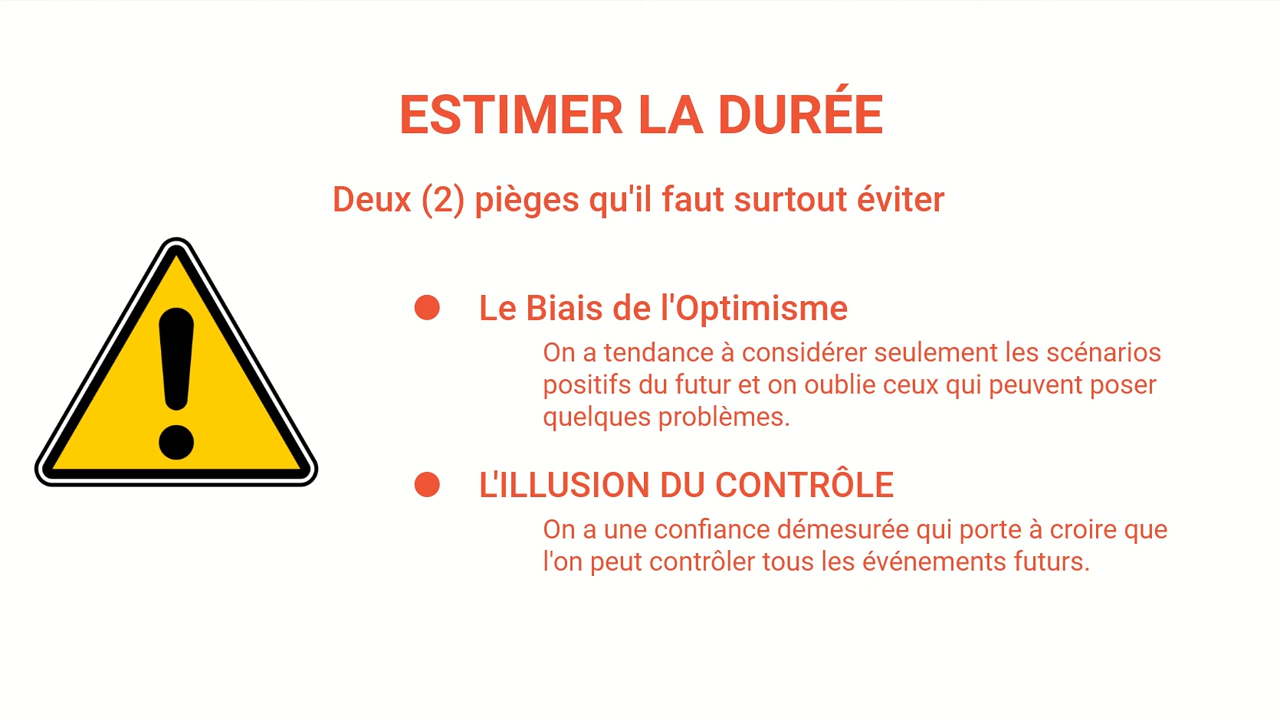 ESTIMER LA DURÉE
Deux (2) pièges qu'il faut surtout éviter
Le Biais de l'Optimisme
On a tendance à considérer seulement les scénarios
positifs du futur et on oublie ceux qui peuvent poser
quelques problèmes.
L'ILLUSION DU CONTRÔLE
On a une confiance démesurée qui porte à croire que
l'on peut contrôler tous les événements futurs.